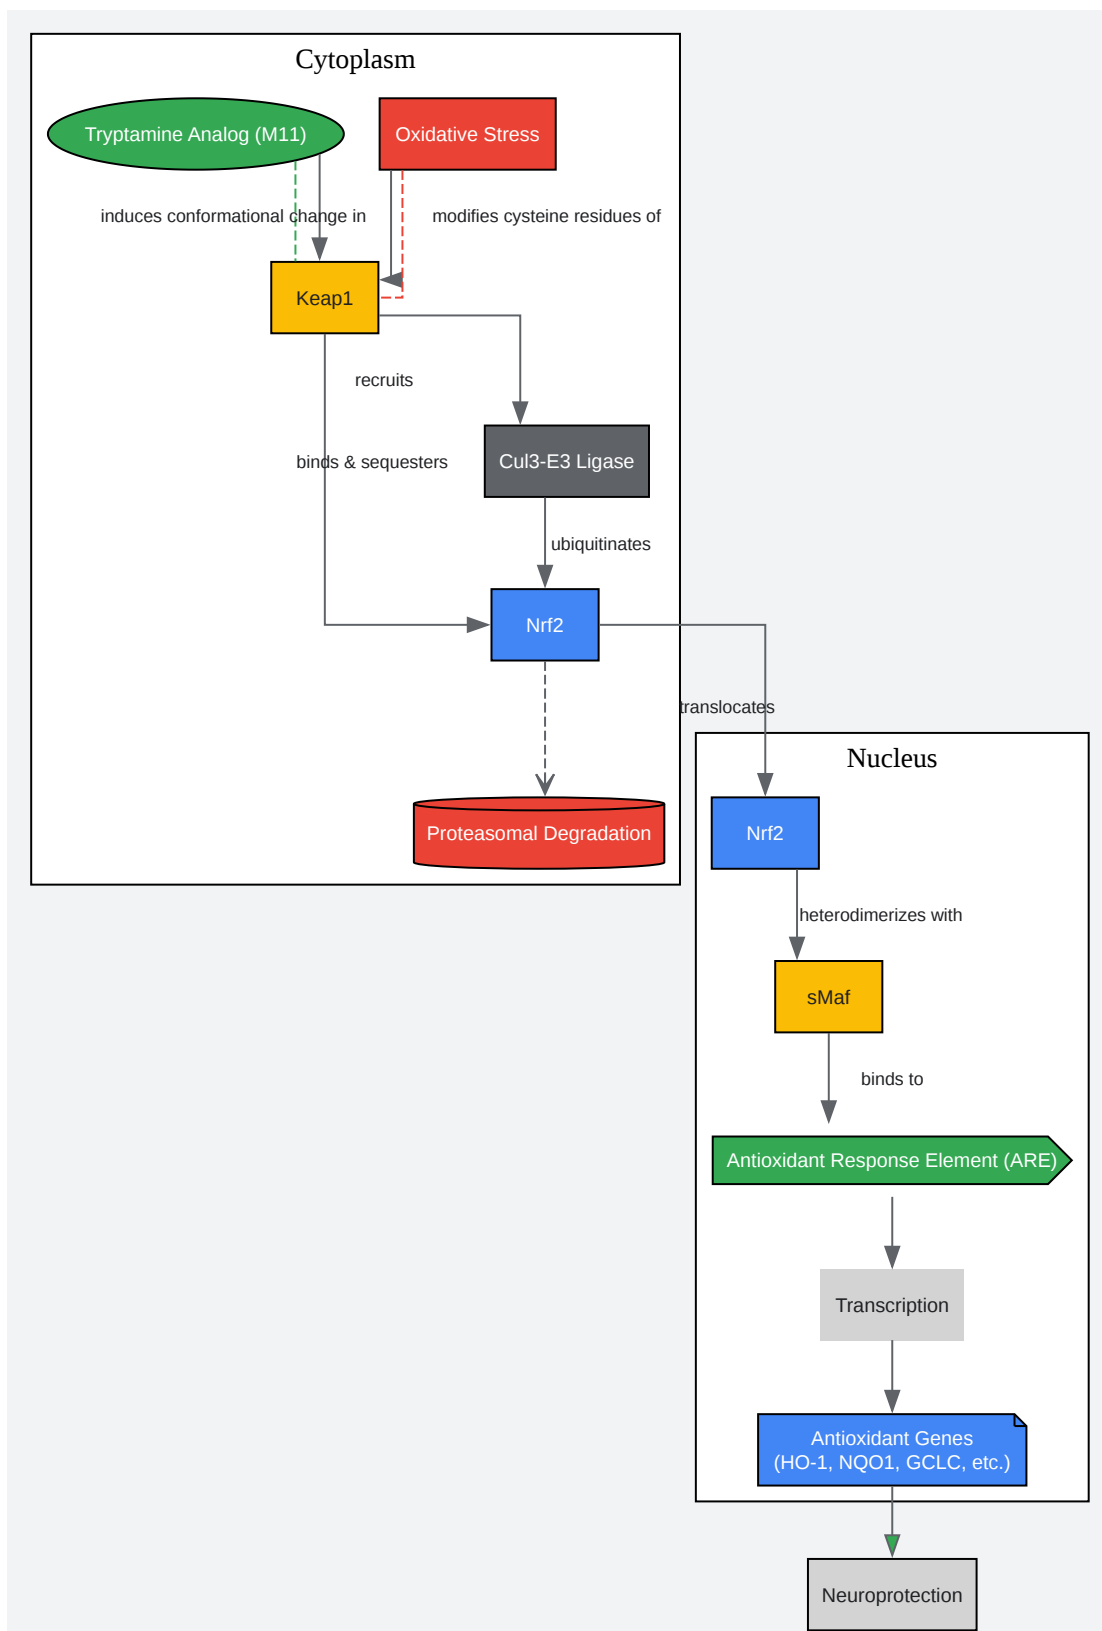 Cytoplasm
Tryptamine Analog (M11)
Oxidative Stress
induces conformational change in
modifies cysteine residues of
Keap1
recruits
binds & sequesters
Cul3-E3 Ligase
ubiquitinates
Nrf2
translocates
Proteasomal Degradation
Nucleus
Nrf2
heterodimerizes with
sMaf
binds to
Antioxidant Response Element (ARE)
Transcription
Antioxidant Genes
(HO-1, NQO1, GCLC, etc.)
Neuroprotection